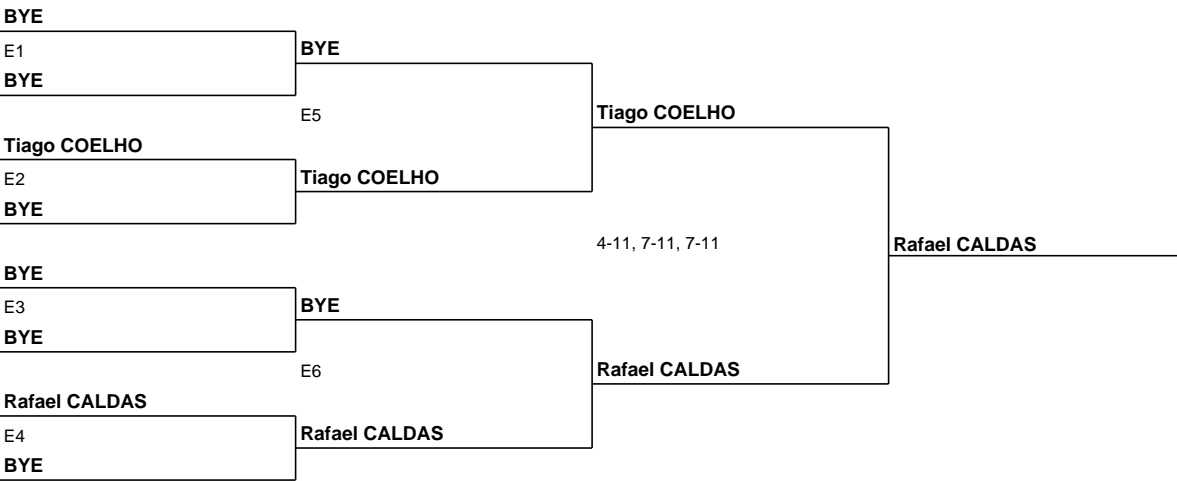 BYE
E1
BYE
BYE
E5
Tiago COELHO
Tiago COELHO
E2
Tiago COELHO
BYE
4-11, 7-11, 7-11
Rafael CALDAS
BYE
E3
BYE
BYE
E6
Rafael CALDAS
Rafael CALDAS
E4
Rafael CALDAS
BYE